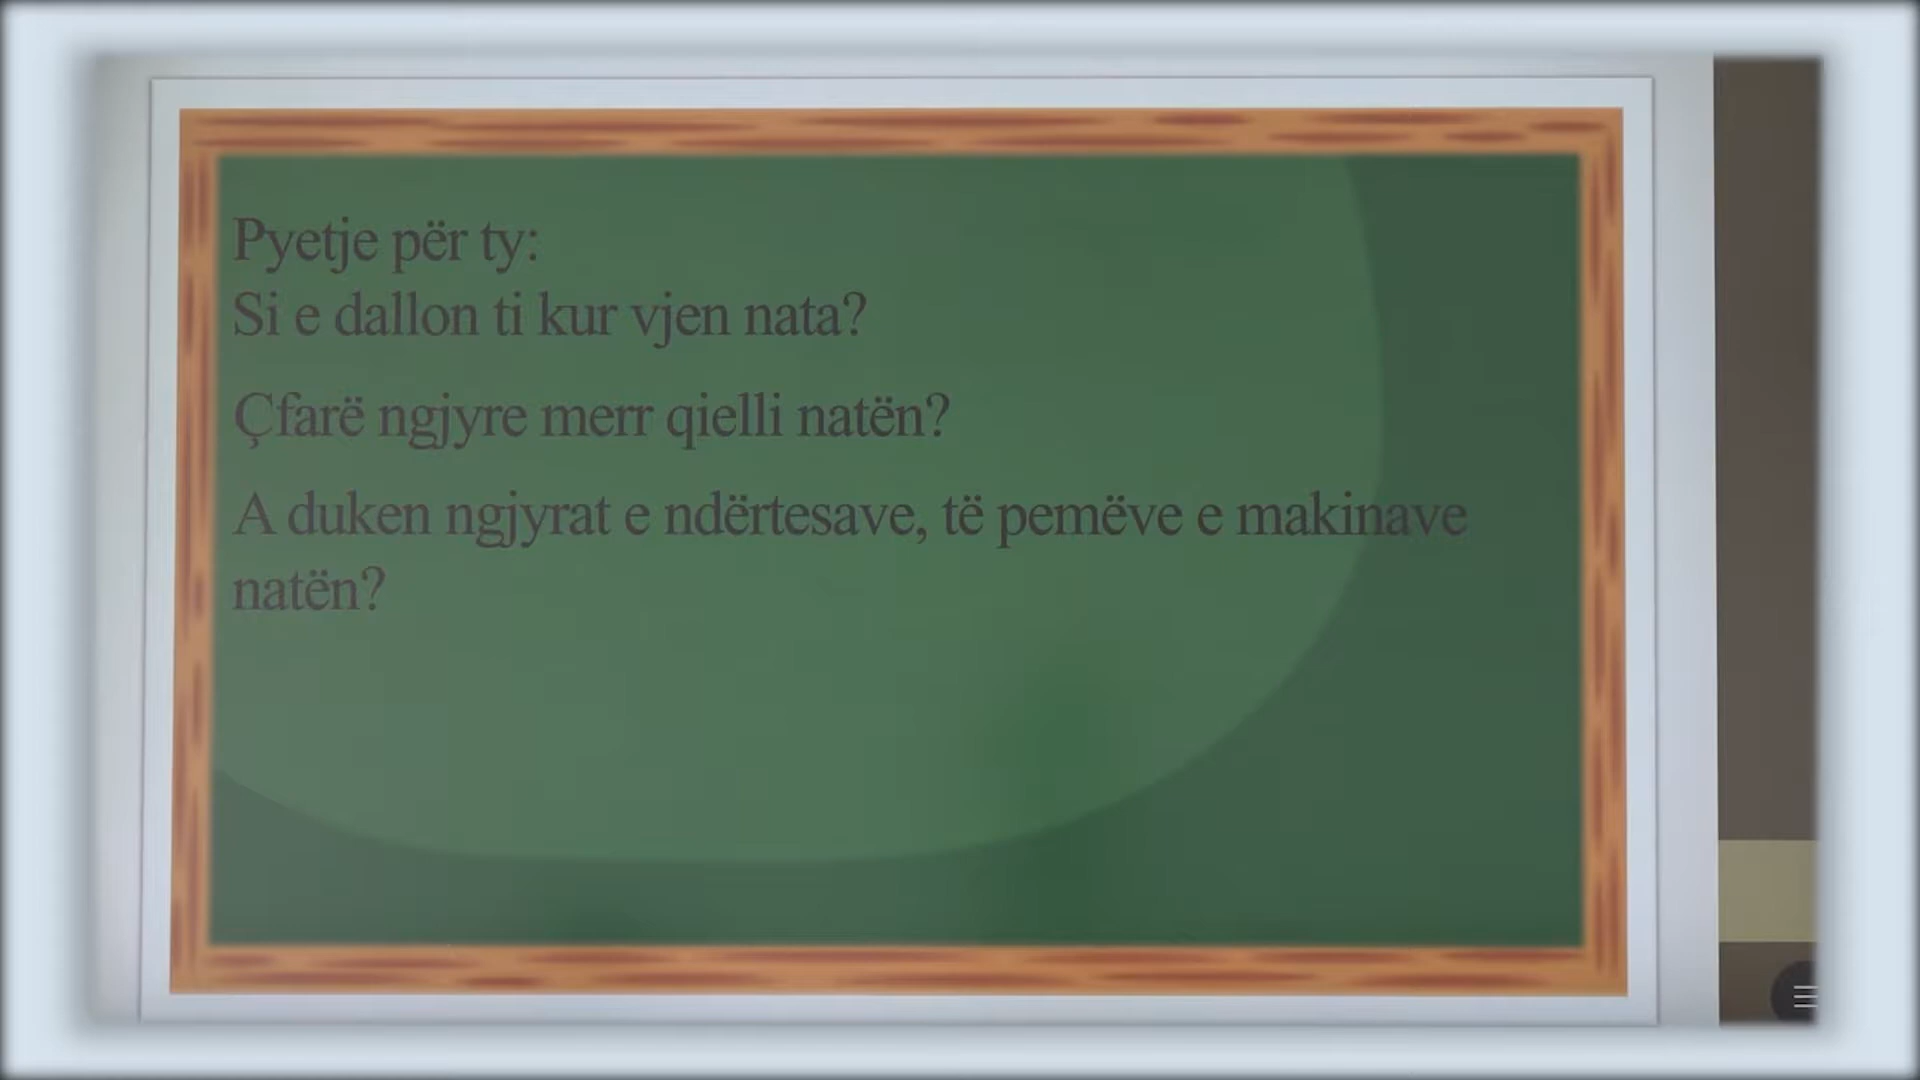 Pyetje për ty:
Si e dallon ti kur vjen nata?
Çfarë ngjyre merr qielli natën?
A duken ngjyrat e ndërtesave, të pemëve e makinave
natën?